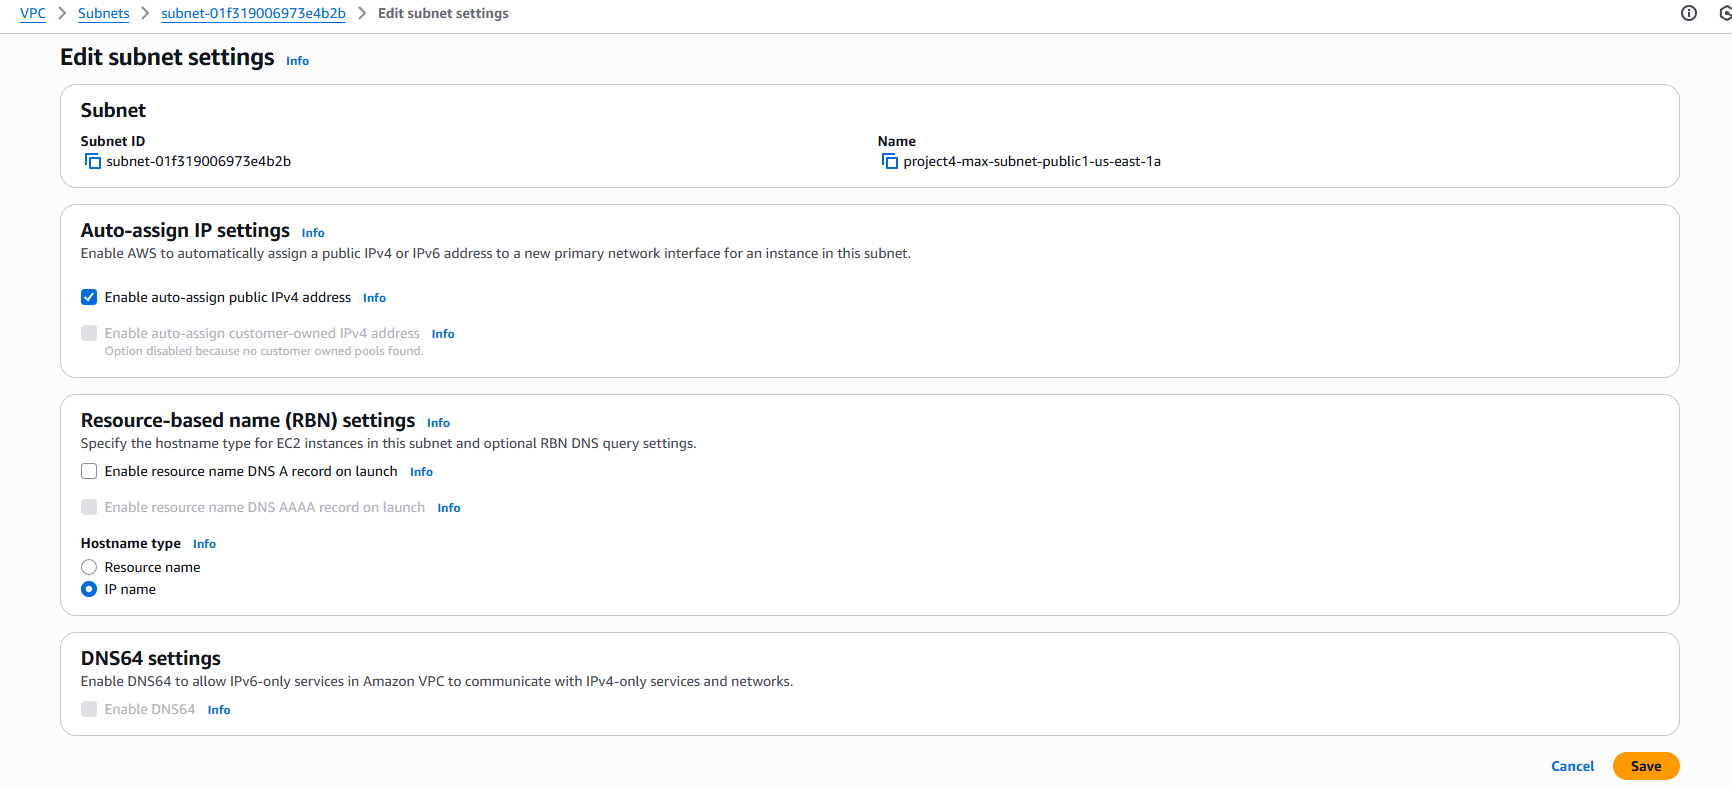 VPC > Subnets > subnet-01f319006973e4b2b > Edit subnet settings
Edit subnet settings Info
Subnet
Subnet ID
subnet-01f319006973e4b2b
Name
project4-max-subnet-public1-us-east-1a
Auto-assign IP settings Info
Enable AWS to automatically assign a public IPv4 or IPv6 address to a new primary network interface for an instance in this subnet.
Enable auto-assign public IPv4 address Info
Enable auto-assign customer-owned IPv4 address Info
Option disabled because no customer owned pools found.
Resource-based name (RBN) settings Info
Specify the hostname type for EC2 instances in this subnet and optional RBN DNS query settings.
Enable resource name DNS A record on launch Info
Enable resource name DNS AAAA record on launch Info
Hostname type Info
Resource name
IP name
DNS64 settings
Enable DNS64 to allow IPv6-only services in Amazon VPC to communicate with IPv4-only services and networks.
Enable DNS64 Info
Cancel Save